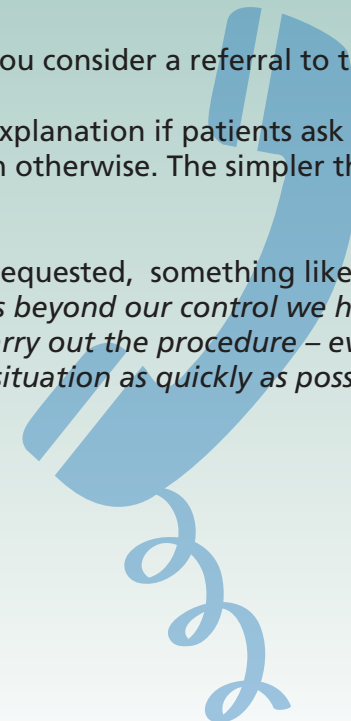 ou consider a referral to t
xplanation if patients ask
n otherwise. The simpler th
equested, something like
s beyond our control we h
rry out the procedure – ev
situation as quickly as poss